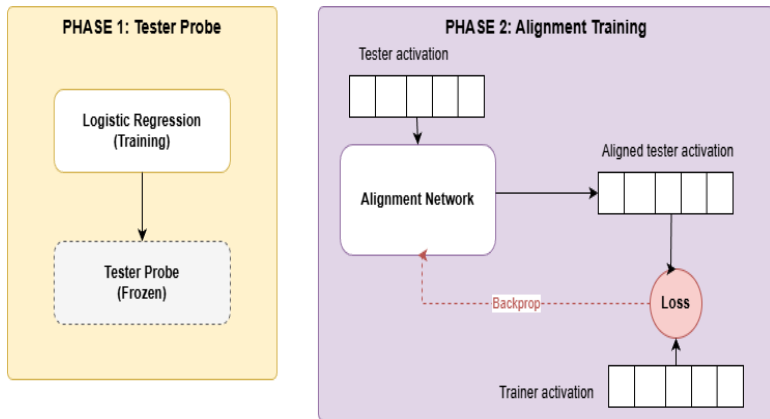 PHASE 1: Tester Probe
Logistic Regression
(Training)
Tester Probe
(Frozen)
PHASE 2: Alignment Training
Tester activation
Alignment Network
Aligned tester activation
Backprop
Loss
Trainer activation